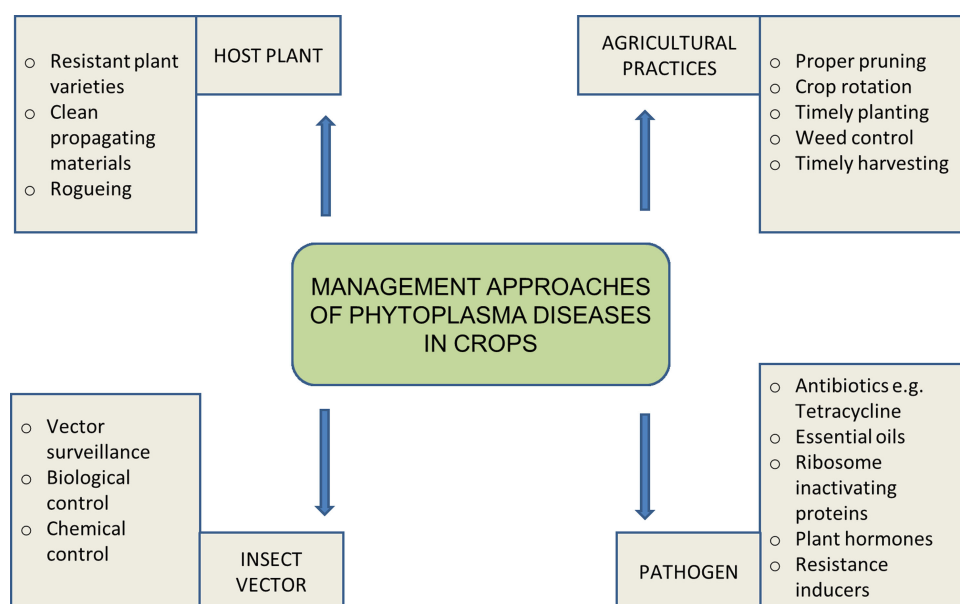 HOST PLANT
○ Resistant plant
varieties
○ Clean
propagating
materials
○ Rogueing
AGRICULTURAL
PRACTICES
○ Proper pruning
○ Crop rotation
○ Timely planting
○ Weed control
○ Timely harvesting
MANAGEMENT APPROACHES
OF PHYTOPLASMA DISEASES
IN CROPS
○ Vector
surveillance
○ Biological
control
○ Chemical
control
INSECT
VECTOR
○ Antibiotics e.g.
Tetracycline
○ Essential oils
○ Ribosome
inactivating
proteins
○ Plant hormones
○ Resistance
inducers
PATHOGEN